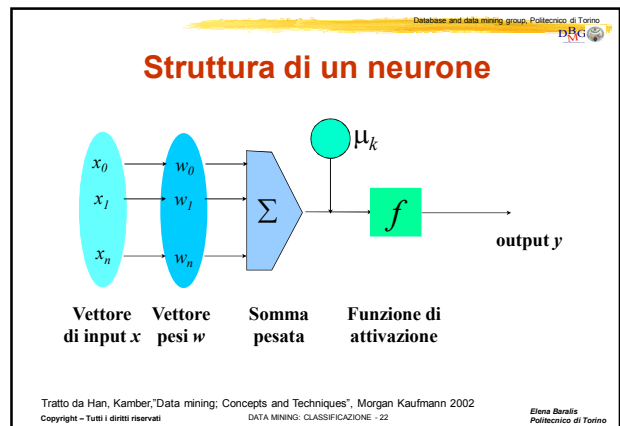 Database and data mining group, Politecnico di Torino
DBMG
Struttura di un neurone
μk
x0 w0
x1 w1 Σ f
output y
xn wn
Vettore Vettore Somma Funzione di
di input x pesi w pesata attivazione
Tratto da Han, Kamber,"Data mining; Concepts and Techniques", Morgan Kaufmann 2002
Copyright – Tutti i diritti riservati DATA MINING: CLASSIFICAZIONE - 22 Elena Baralis
Politecnico di Torino